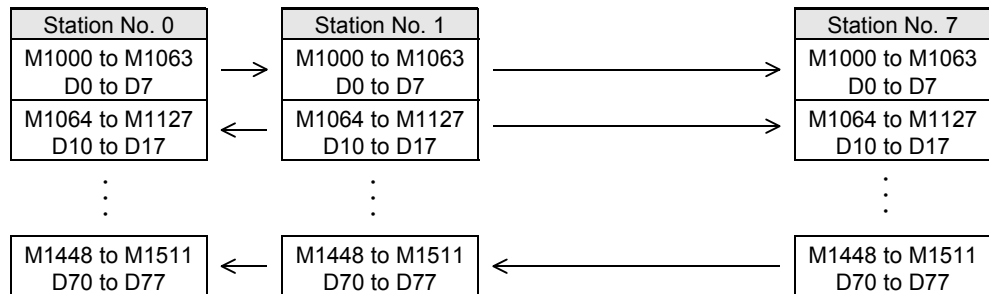 Station No. 0 Station No. 1 Station No. 7
M1000 to M1063 M1000 to M1063 M1000 to M1063
D0 to D7 D0 to D7 D0 to D7
M1064 to M1127 M1064 to M1127 M1064 to M1127
D10 to D17 D10 to D17 D10 to D17
M1448 to M1511 M1448 to M1511 M1448 to M1511
D70 to D77 D70 to D77 D70 to D77